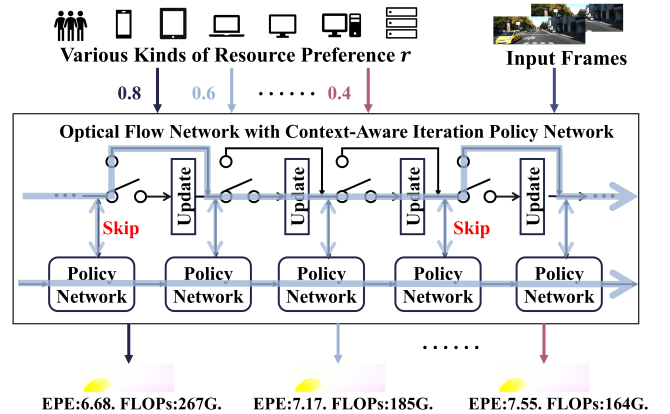 Various Kinds of Resource Preference r
Input Frames
0.8
0.6
......
0.4
Optical Flow Network with Context-Aware Iteration Policy Network
...
Update
Update
Update
Update
...
Skip
Skip
Policy Network
Policy Network
Policy Network
Policy Network
Policy Network
......
EPE:6.68. FLOPs:267G.
EPE:7.17. FLOPs:185G.
EPE:7.55. FLOPs:164G.